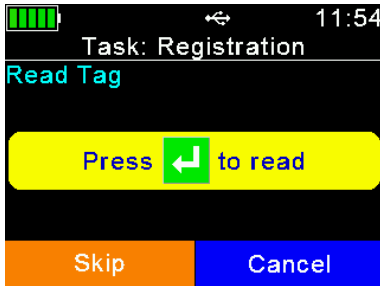 11:54
Task: Registration
Read Tag
Press ↵ to read
Skip
Cancel